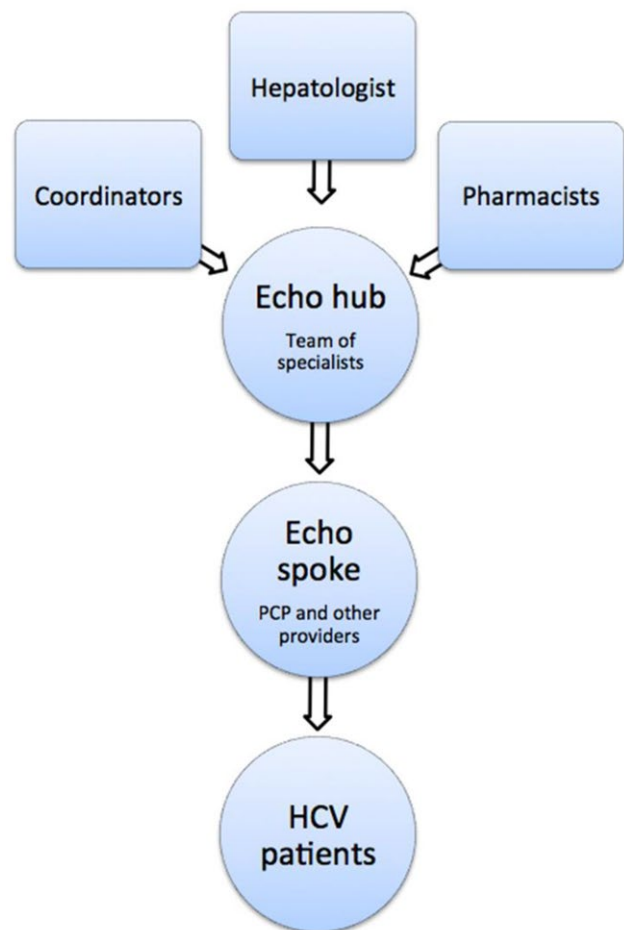 Hepatologist
Coordinators
Pharmacists
Echo hub
Team of
specialists
Echo
spoke
PCP and other
providers
HCV
patients